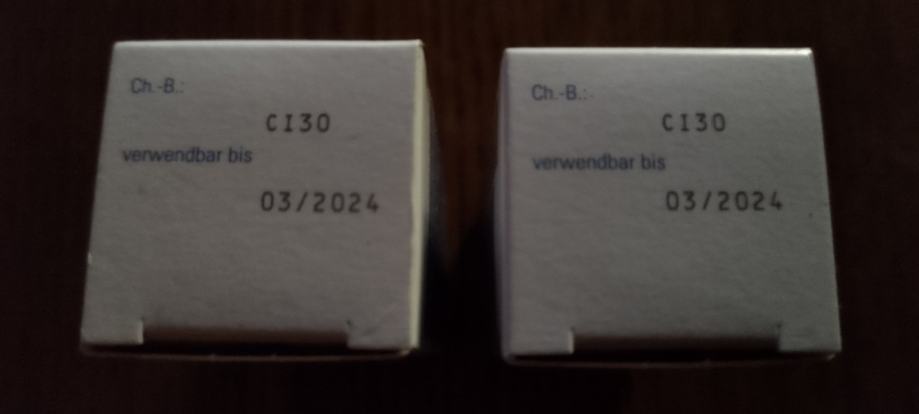 Ch.-B.:
CI30
verwendbar bis
03/2024
Ch.-B.:
CI30
verwendbar bis
03/2024